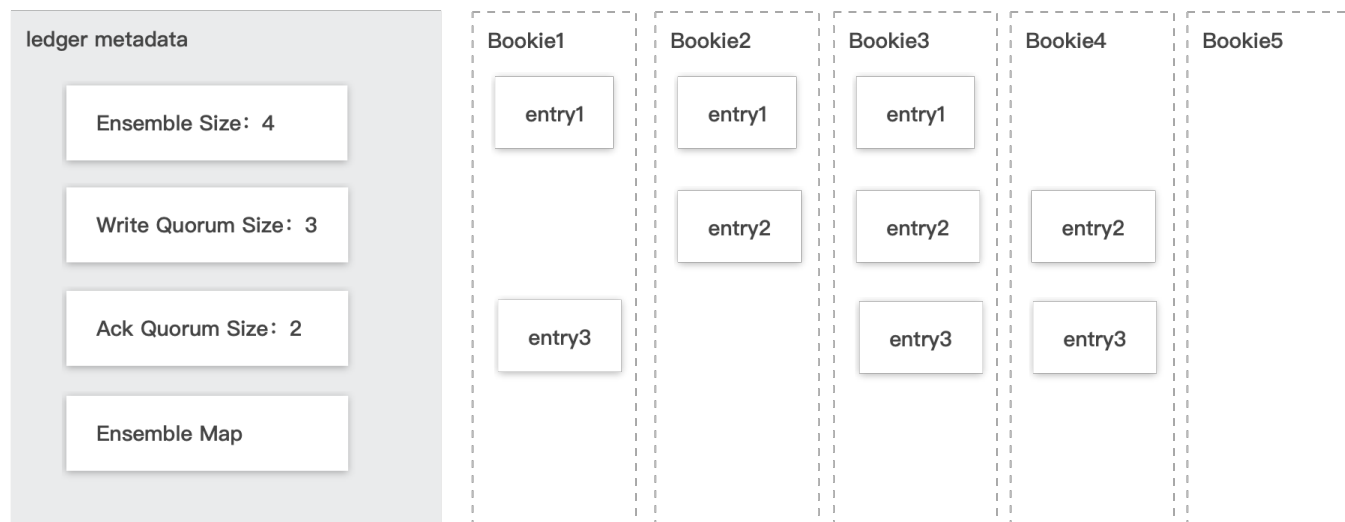 ledger metadata
Ensemble Size：4
Write Quorum Size：3
Ack Quorum Size：2
Ensemble Map
Bookie1 Bookie2 Bookie3 Bookie4 Bookie5
entry1 entry1 entry1
entry2 entry2 entry2
entry3 entry3 entry3